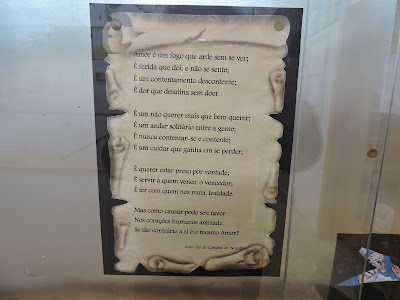 Amor é um fogo que arde sem se ver;
É ferida que dói, e não se sente;
É um contentamento descontente;
É dor que desatina sem doer.
É um não querer mais que bem querer;
É um andar solitário entre a gente;
É nunca contentar-se e contente;
É um cuidar que ganha em se perder;
É querer estar preso por vontade;
É servir a quem vence, o vencedor;
É ter com quem nos mata, lealdade.
Mas como causar pode seu favor
Nos corações humanos amizade,
Se tão contrário a si é o mesmo Amor?
Luís Vaz de Camões